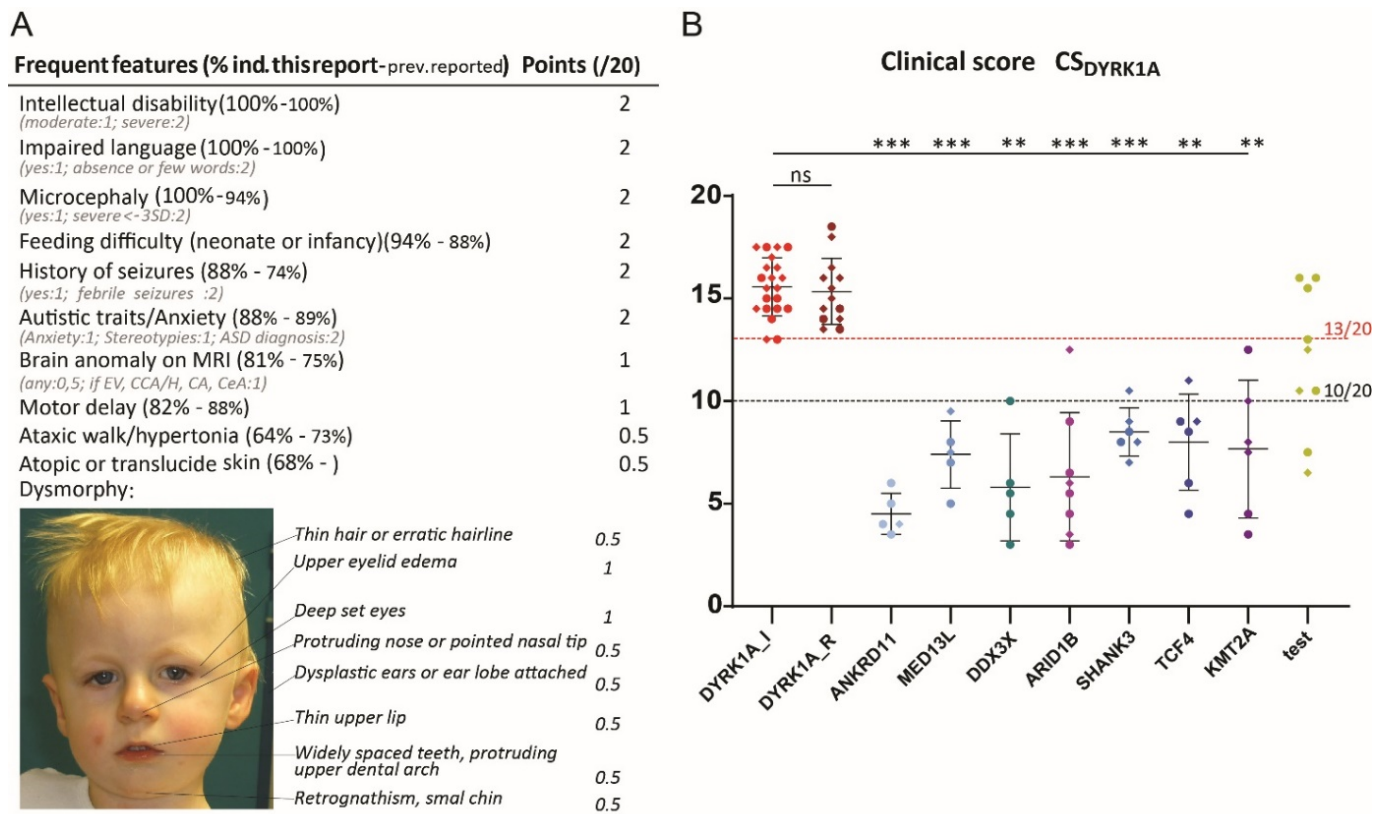 A
Frequent features (% ind. this report-prev.reported) Points (/20)
Intellectual disability (100% -100%) 2
(moderate:1; severe:2)
Impaired language (100% -100%) 2
(yes:1; absence or few words:2)
Microcephaly (100%-94%) 2
(yes:1; severe<-3SD:2)
Feeding difficulty (neonate or infancy)(94% - 88%) 2
History of seizures (88% - 74%) 2
(yes:1; febrile seizures :2)
Autistic traits/Anxiety (88% - 89%) 2
(Anxiety:1; Stereotypies:1; ASD diagnosis:2)
Brain anomaly on MRI (81% - 75%) 1
(any:0,5; if EV, CCA/H, CA, CeA:1)
Motor delay (82% - 88%) 1
Ataxic walk/hypertonia (64% - 73%) 0.5
Atopic or translucide skin (68% - ) 0.5
Dysmorphy:
Thin hair or erratic hairline 0.5
Upper eyelid edema 1
Deep set eyes 1
Protruding nose or pointed nasal tip 0.5
Dysplastic ears or ear lobe attached 0.5
Thin upper lip 0.5
Widely spaced teeth, protruding
upper dental arch 0.5
Retrognathism, smal chin 0.5
B
Clinical score CSDYRK1A
*** *** ** *** *** ** **
ns
20
15
10
5
0
13/20
10/20
DYRK1A_I
DYRK1A_R
ANKRD11
MED13L
DDX3X
ARID1B
SHANK3
TCF4
KMT2A
test